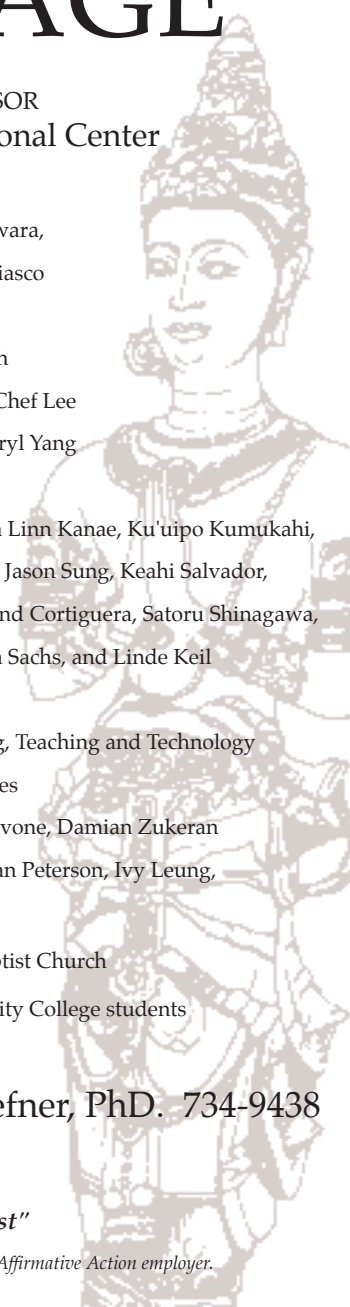 AGE
SOR
onal Center
vara,
iasco
n
Chef Lee
ryl Yang
n Linn Kanae, Ku'uipo Kumukahi,
Jason Sung, Keahi Salvador,
nd Cortiguera, Satoru Shinagawa,
n Sachs, and Linde Keil
g, Teaching and Technology
es
vone, Damian Zukeran
an Peterson, Ivy Leung,
tist Church
ity College students
efner, PhD. 734-9438
st"
Affirmative Action employer.